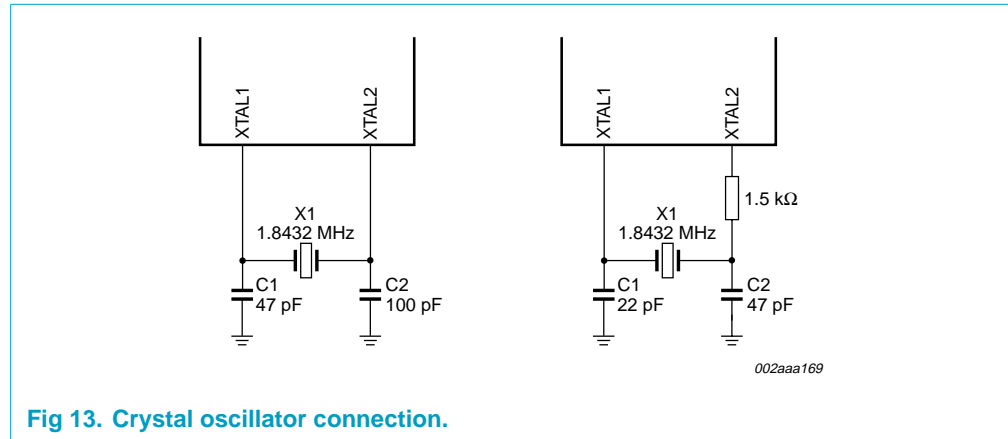 XTAL1
XTAL2
X1
1.8432 MHz
C1
47 pF
C2
100 pF
XTAL1
XTAL2
1.5 kΩ
X1
1.8432 MHz
C1
22 pF
C2
47 pF
002aaa169
Fig 13. Crystal oscillator connection.